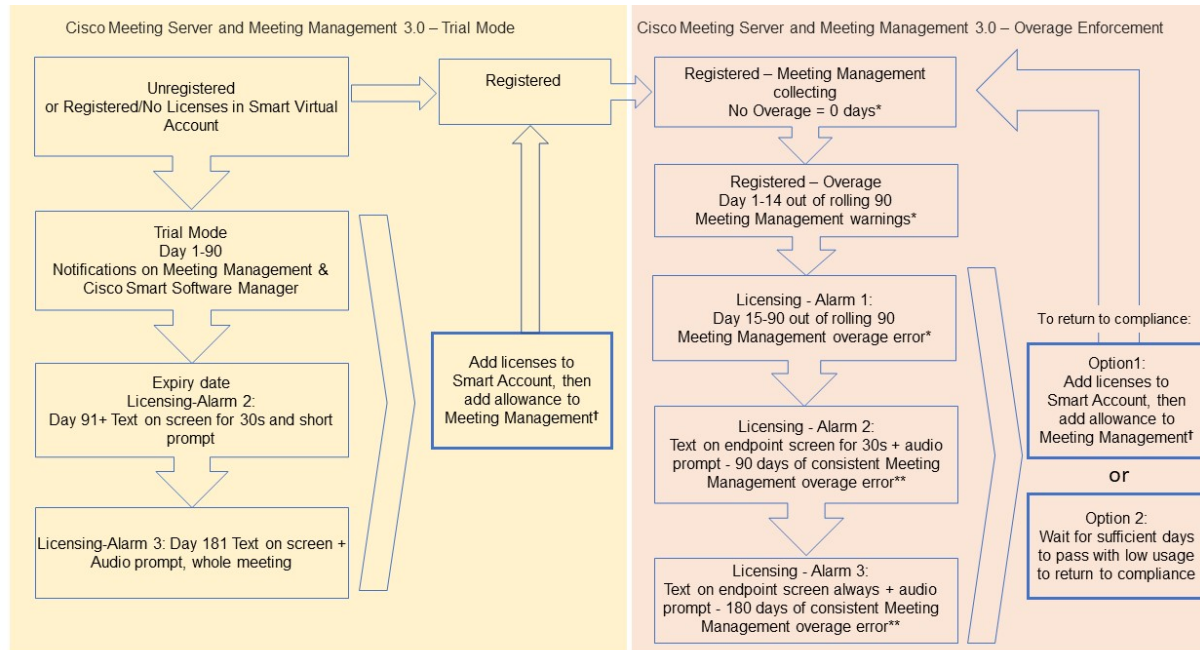 Cisco Meeting Server and Meeting Management 3.0 – Trial Mode
Unregistered
or Registered/No Licenses in Smart Virtual
Account
Registered
Trial Mode
Day 1-90
Notifications on Meeting Management &
Cisco Smart Software Manager
Expiry date
Licensing-Alarm 2:
Day 91+ Text on screen for 30s and short
prompt
Licensing-Alarm 3: Day 181 Text on screen +
Audio prompt, whole meeting
Add licenses to
Smart Account, then
add allowance to
Meeting Management†
Cisco Meeting Server and Meeting Management 3.0 – Overage Enforcement
Registered – Meeting Management
collecting
No Overage = 0 days*
Registered – Overage
Day 1-14 out of rolling 90
Meeting Management warnings*
Licensing - Alarm 1:
Day 15-90 out of rolling 90
Meeting Management overage error*
Licensing - Alarm 2:
Text on endpoint screen for 30s + audio
prompt - 90 days of consistent Meeting
Management overage error**
Licensing - Alarm 3:
Text on endpoint screen always + audio
prompt - 180 days of consistent Meeting
Management overage error**
To return to compliance:
Option1:
Add licenses to
Smart Account, then
add allowance to
Meeting Management†
or
Option 2:
Wait for sufficient days
to pass with low usage
to return to compliance